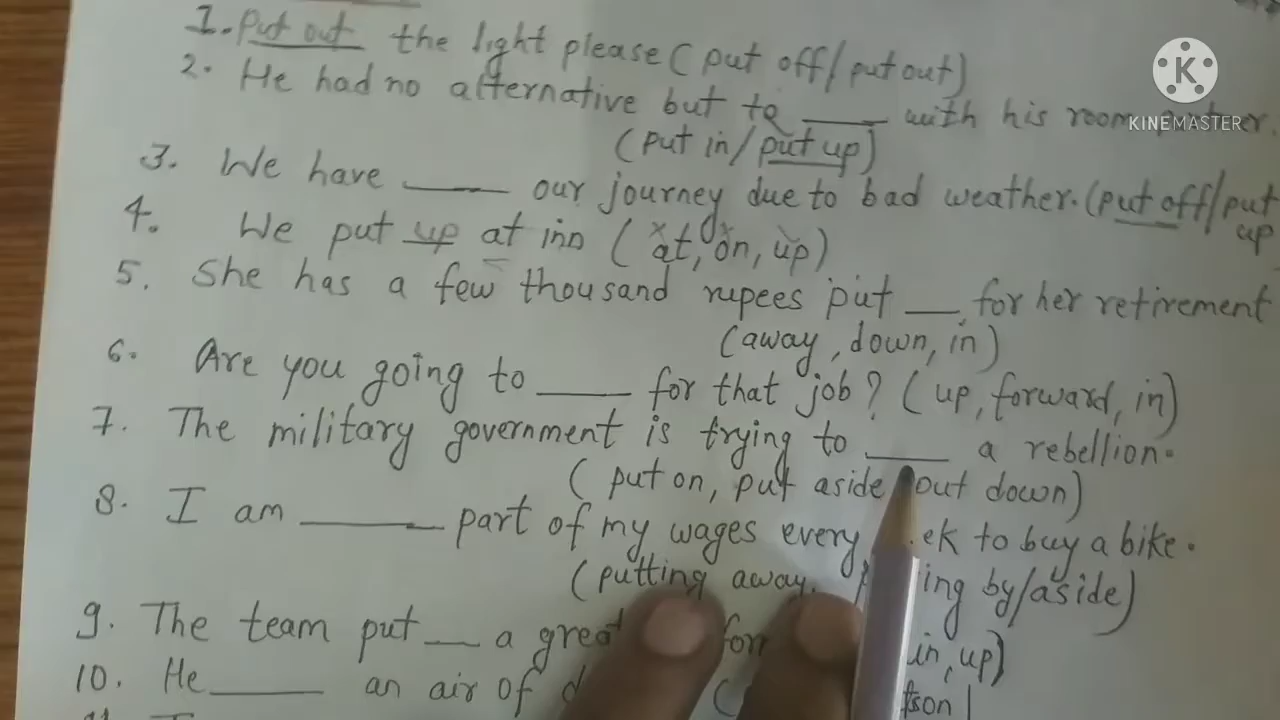 1. Put out the light please (put off/put out)
2. He had no alternative but to ____ with his room
KINEMASTER
(put in/put up)
3. We have ____ our journey due to bad weather. (put off/put
up
4. We put up at inn (at, on, up)
5. She has a few thousand rupees put __ for her retirement
(away, down, in)
6. Are you going to ____ for that job? (up, forward, in)
7. The military government is trying to ____ a rebellion.
(put on, put aside out down)
8. I am ____ part of my wages every ek to buy a bike.
(putting away, ing by/aside)
9. The team put __ a great for in, up)
10. He ____ an air of (